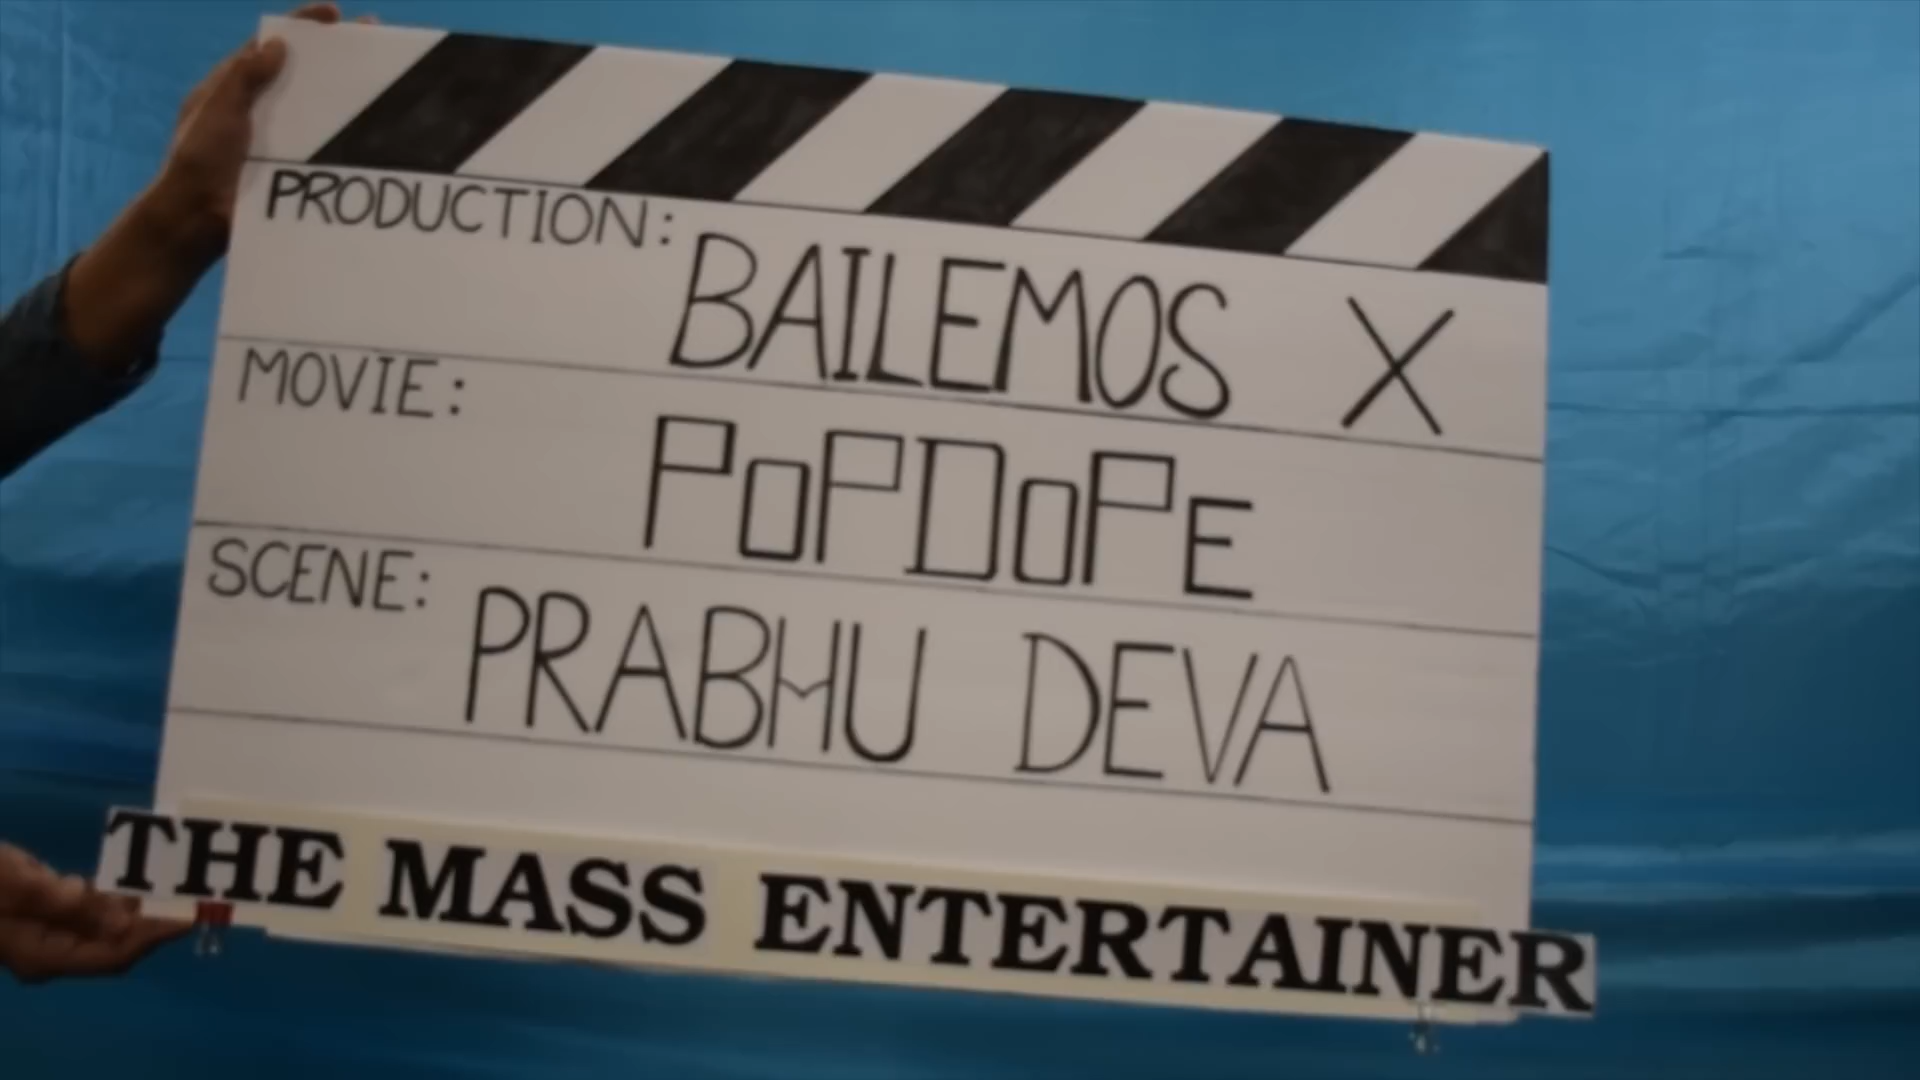 PRODUCTION: BAILEMOS X
MOVIE: POPDOPE
SCENE: PRABHU DEVA
THE MASS ENTERTAINER